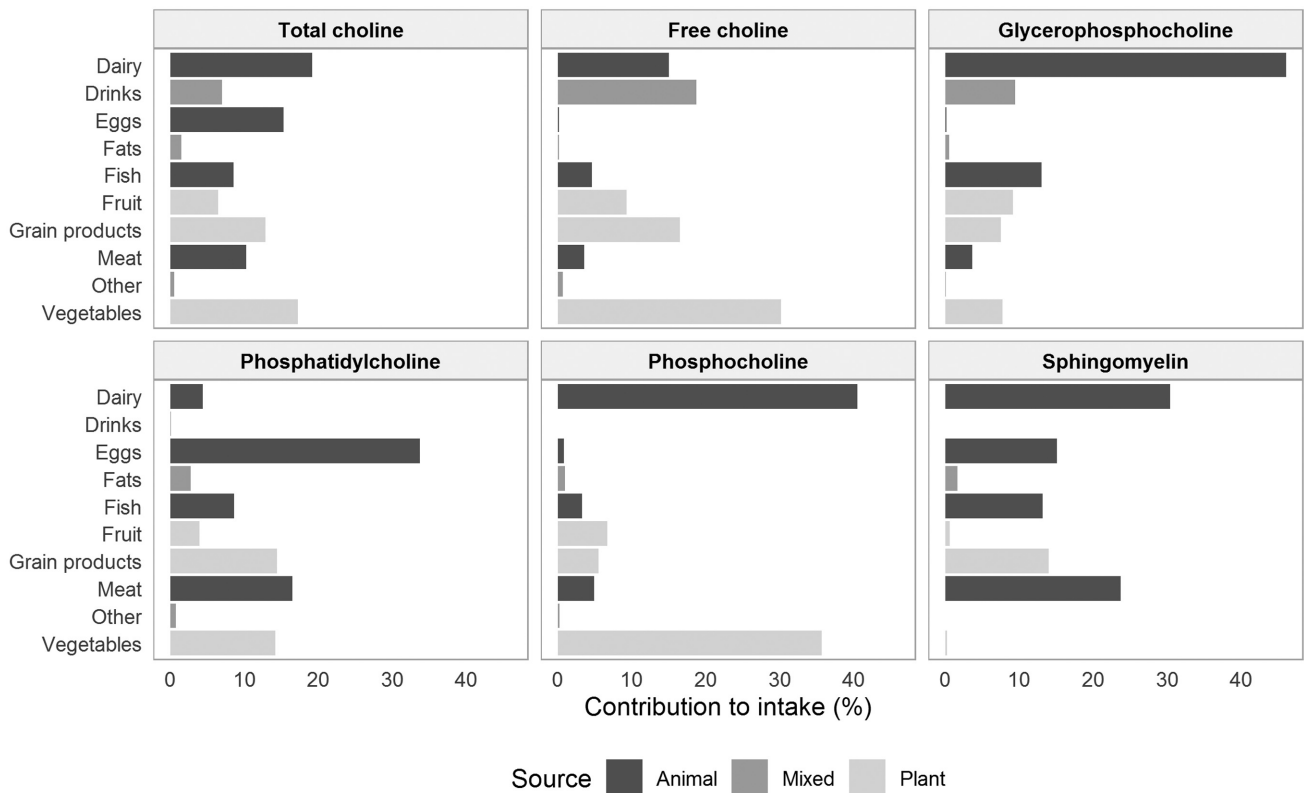 Total choline
Free choline
Glycerophosphocholine
Dairy
Drinks
Eggs
Fats
Fish
Fruit
Grain products
Meat
Other
Vegetables
Phosphatidylcholine
Phosphocholine
Sphingomyelin
Dairy
Drinks
Eggs
Fats
Fish
Fruit
Grain products
Meat
Other
Vegetables
0 10 20 30 40
0 10 20 30 40
0 10 20 30 40
Contribution to intake (%)
Source Animal Mixed Plant